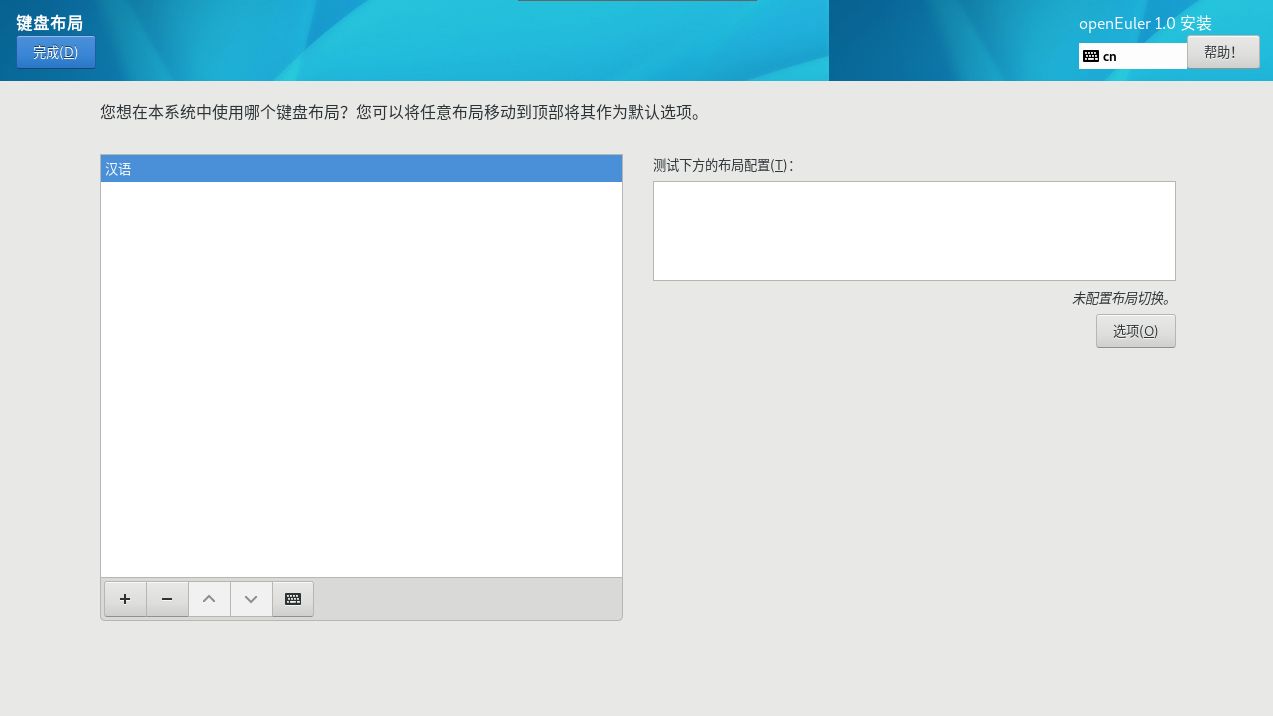 键盘布局
完成(D)
openEuler 1.0 安装
cn
帮助！
您想在本系统中使用哪个键盘布局？您可以将任意布局移动到顶部将其作为默认选项。
汉语
测试下方的布局配置(T)：
未配置布局切换。
选项(O)